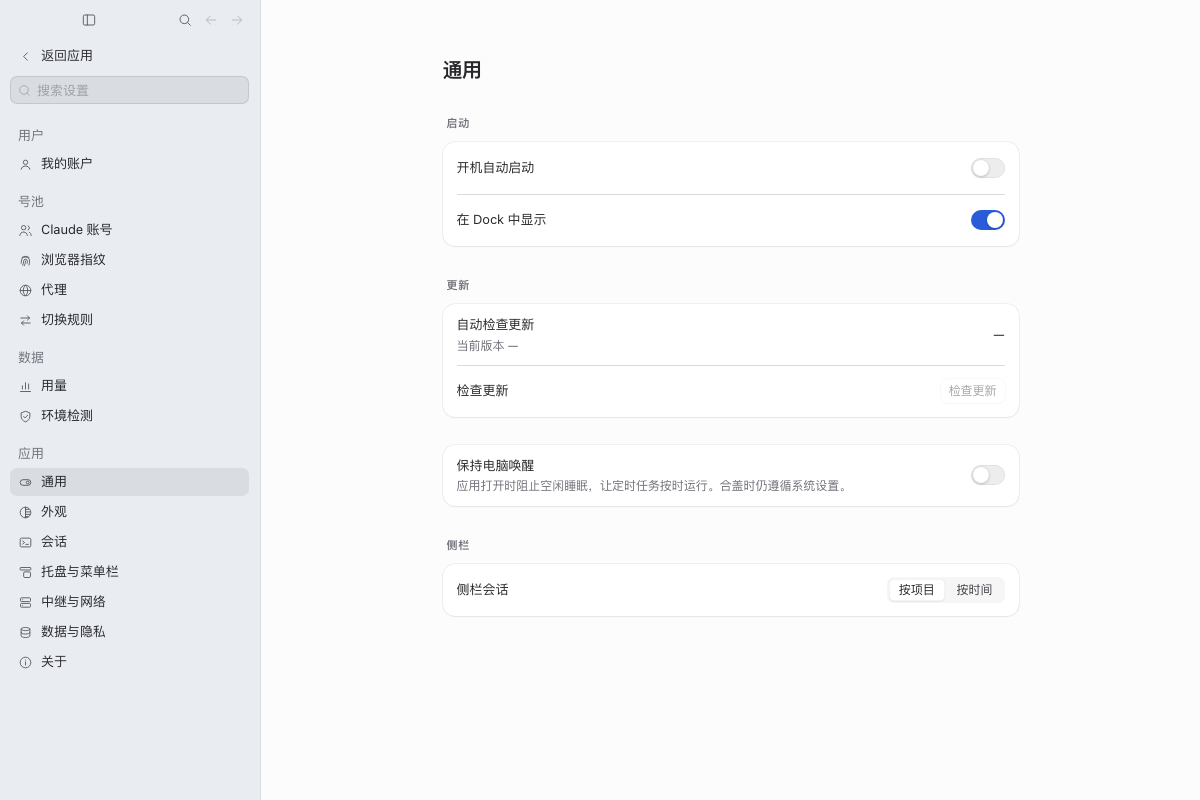 返回应用
搜索设置
用户
我的账户
号池
Claude 账号
浏览器指纹
代理
切换规则
数据
用量
环境检测
应用
通用
外观
会话
托盘与菜单栏
中继与网络
数据与隐私
关于
通用
启动
开机自动启动
在 Dock 中显示
更新
自动检查更新
当前版本 —
—
检查更新
检查更新
保持电脑唤醒
应用打开时阻止空闲睡眠，让定时任务按时运行。合盖时仍遵循系统设置。
侧栏
侧栏会话
按项目
按时间